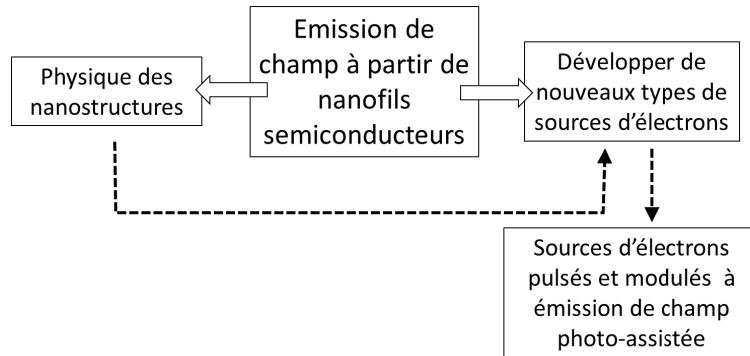 Emission de
champ à partir de
nanofils
semiconducteurs
Physique des
nanostructures
Développer de
nouveaux types de
sources d'électrons
Sources d'électrons
pulsés et modulés à
émission de champ
photo-assistée